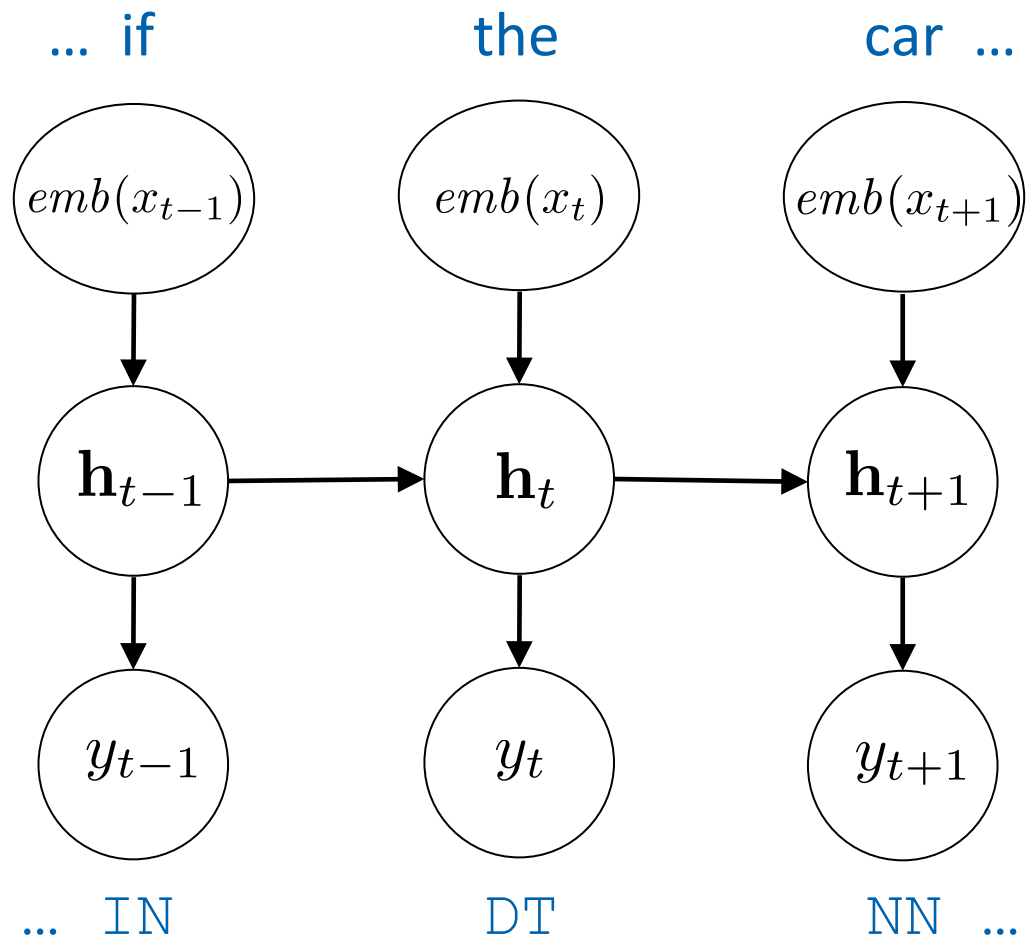 ... if the car ...
emb(x_{t−1}) emb(x_t) emb(x_{t+1})
h_{t−1} h_t h_{t+1}
y_{t−1} y_t y_{t+1}
... IN DT NN ...